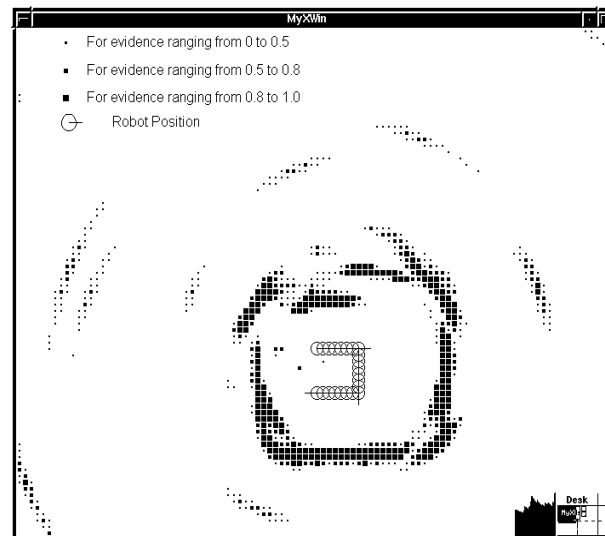 MyXWin
For evidence ranging from 0 to 0.5
For evidence ranging from 0.5 to 0.8
For evidence ranging from 0.8 to 1.0
Robot Position
Desk
MyX